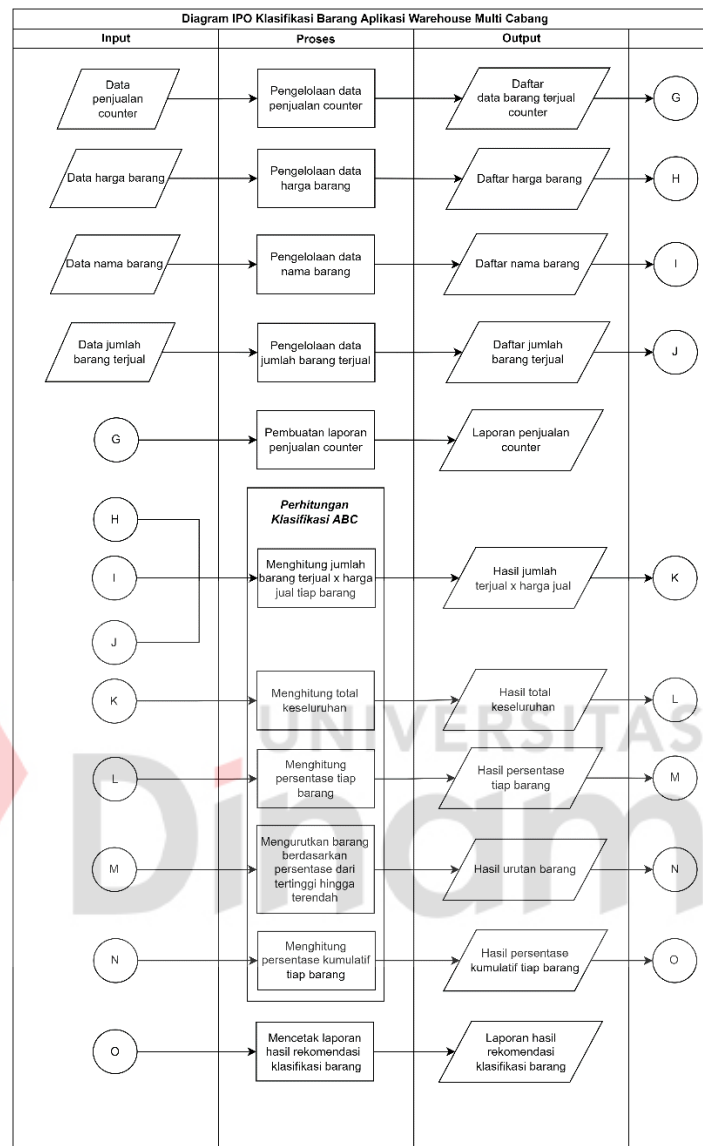 Diagram IPO Klasifikasi Barang Aplikasi Warehouse Multi Cabang
Input
Proses
Output
Data
penjualan
counter
Pengelolaan data
penjualan counter
Daftar
data barang terjual
counter
G
Data harga barang
Pengelolaan data
harga barang
Daftar harga barang
H
Data nama barang
Pengelolaan data
nama barang
Daftar nama barang
I
Data jumlah
barang terjual
Pengelolaan data
jumlah barang terjual
Daftar jumlah
barang terjual
J
G
Pembuatan laporan
penjualan counter
Laporan penjualan
counter
Perhitungan
Klasifikasi ABC
H
I
J
Menghitung jumlah
barang terjual x harga
jual tiap barang
Hasil jumlah
terjual x harga jual
K
K
Menghitung total
keseluruhan
Hasil total
keseluruhan
L
L
Menghitung
persentase tiap
barang
Hasil persentase
tiap barang
M
M
Mengurutkan barang
berdasarkan
persentase dari
tertinggi hingga
terendah
Hasil urutan barang
N
N
Menghitung
persentase kumulatif
tiap barang
Hasil persentase
kumulatif tiap barang
O
O
Mencetak laporan
hasil rekomendasi
klasifikasi barang
Laporan hasil
rekomendasi
klasifikasi barang
UNIVERSITAS
Dinam